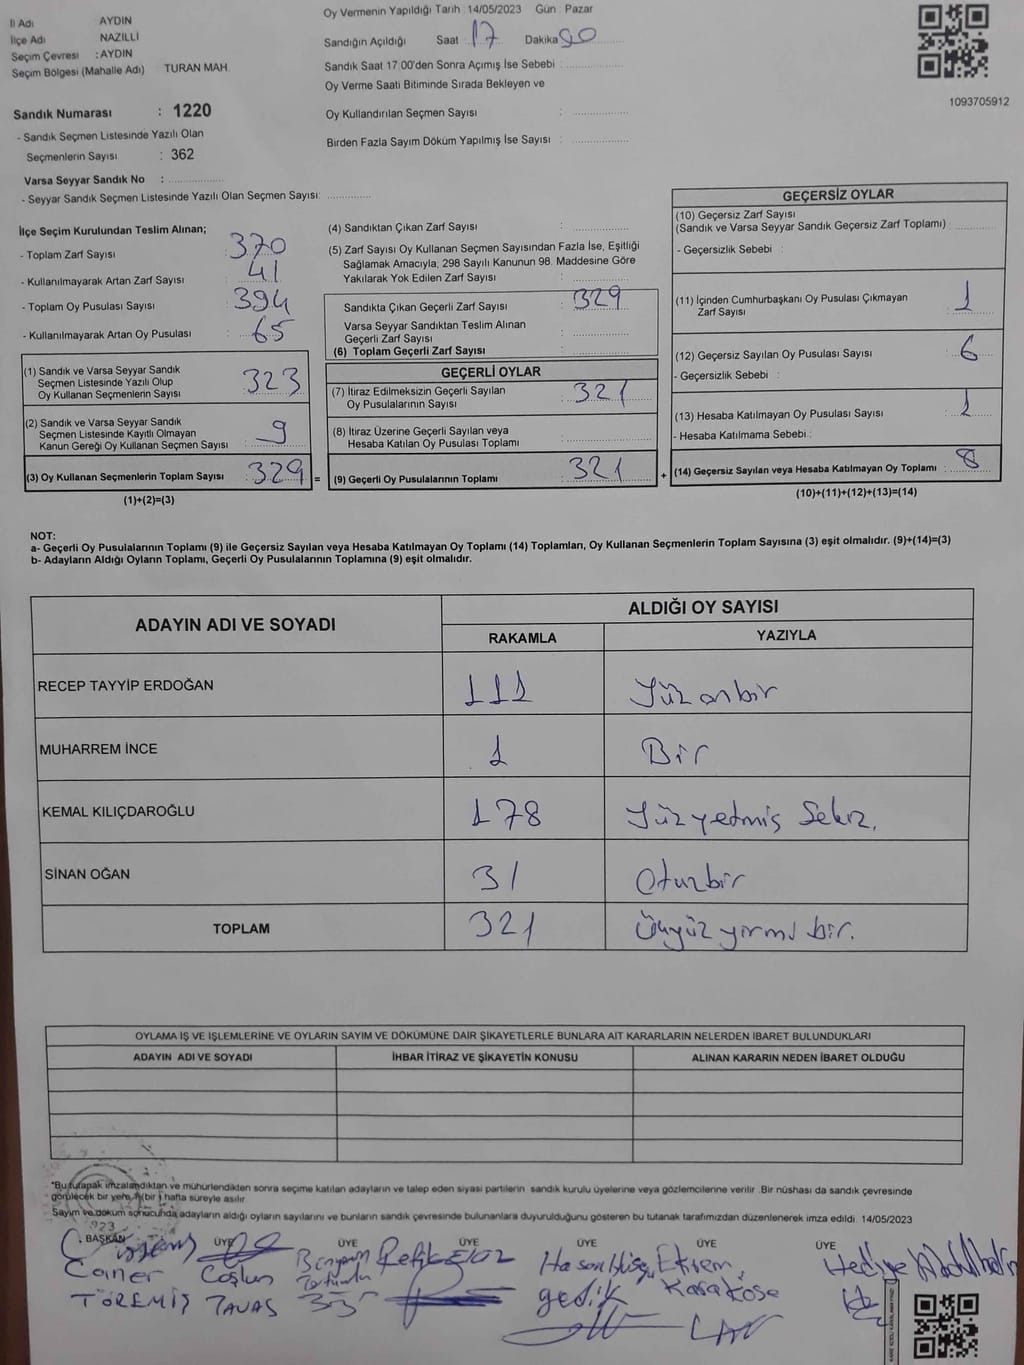 İl Adı AYDIN
İlçe Adı NAZİLLİ
Seçim Çevresi : AYDIN
Seçim Bölgesi (Mahalle Adı) TURAN MAH.
Sandık Numarası : 1220
- Sandık Seçmen Listesinde Yazılı Olan
Seçmenlerin Sayısı : 362
Varsa Seyyar Sandık No :
- Seyyar Sandık Seçmen Listesinde Yazılı Olan Seçmen Sayısı:
Oy Vermenin Yapıldığı Tarih : 14/05/2023 Gün : Pazar
Sandığın Açıldığı Saat 17 Dakika 00
Sandık Saat 17:00'den Sonra Açımış İse Sebebi :
Oy Verme Saati Bitiminde Sırada Bekleyen ve
Oy Kullandırılan Seçmen Sayısı :
Birden Fazla Sayım Döküm Yapılmış İse Sayısı :
1093705912
İlçe Seçim Kurulundan Teslim Alınan;
- Toplam Zarf Sayısı : 370
- Kullanılmayarak Artan Zarf Sayısı : 41
- Toplam Oy Pusulası Sayısı : 394
- Kullanılmayarak Artan Oy Pusulası : 65
(1) Sandık ve Varsa Seyyar Sandık
Seçmen Listesinde Yazılı Olup
Oy Kullanan Seçmenlerin Sayısı : 323
(2) Sandık ve Varsa Seyyar Sandık
Seçmen Listesinde Kayıtlı Olmayan
Kanun Gereği Oy Kullanan Seçmen Sayısı : 9
(3) Oy Kullanan Seçmenlerin Toplam Sayısı : 329 =
(1)+(2)=(3)
(4) Sandıktan Çıkan Zarf Sayısı :
(5) Zarf Sayısı Oy Kullanan Seçmen Sayısından Fazla İse, Eşitliği
Sağlamak Amacıyla, 298 Sayılı Kanunun 98. Maddesine Göre
Yakılarak Yok Edilen Zarf Sayısı :
Sandıkta Çıkan Geçerli Zarf Sayısı : 329
Varsa Seyyar Sandıktan Teslim Alınan
Geçerli Zarf Sayısı :
(6) Toplam Geçerli Zarf Sayısı :
GEÇERLİ OYLAR
(7) İtiraz Edilmeksizin Geçerli Sayılan
Oy Pusulalarının Sayısı : 321
(8) İtiraz Üzerine Geçerli Sayılan veya
Hesaba Katılan Oy Pusulası Toplamı :
(9) Geçerli Oy Pusulalarının Toplamı : 321 +
GEÇERSİZ OYLAR
(10) Geçersiz Zarf Sayısı
(Sandık ve Varsa Seyyar Sandık Geçersiz Zarf Toplamı) :
- Geçersizlik Sebebi :
(11) İçinden Cumhurbaşkanı Oy Pusulası Çıkmayan
Zarf Sayısı : 1
(12) Geçersiz Sayılan Oy Pusulası Sayısı : 6
- Geçersizlik Sebebi :
(13) Hesaba Katılmayan Oy Pusulası Sayısı : 1
- Hesaba Katılmama Sebebi :
(14) Geçersiz Sayılan veya Hesaba Katılmayan Oy Toplamı : 8
(10)+(11)+(12)+(13)=(14)
NOT:
a- Geçerli Oy Pusulalarının Toplamı (9) ile Geçersiz Sayılan veya Hesaba Katılmayan Oy Toplamı (14) Toplamları, Oy Kullanan Seçmenlerin Toplam Sayısına (3) eşit olmalıdır. (9)+(14)=(3)
b- Adayların Aldığı Oyların Toplamı, Geçerli Oy Pusulalarının Toplamına (9) eşit olmalıdır.
ADAYIN ADI VE SOYADI ALDIĞI OY SAYISI
RAKAMLA YAZIYLA
RECEP TAYYİP ERDOĞAN 111 Yüz onbir
MUHARREM İNCE 1 Bir
KEMAL KILIÇDAROĞLU 178 Yüzyetmiş Sekiz.
SİNAN OĞAN 31 Otuzbir
TOPLAM 321 Üçyüz yirmi bir.
OYLAMA İŞ VE İŞLEMLERİNE VE OYLARIN SAYIM VE DÖKÜMÜNE DAİR ŞİKAYETLERLE BUNLARA AİT KARARLARIN NELERDEN İBARET BULUNDUKLARI
ADAYIN ADI VE SOYADI İHBAR İTİRAZ VE ŞİKAYETİN KONUSU ALINAN KARARIN NEDEN İBARET OLDUĞU
*Bu tutapak imzalandıktan ve mühürlendikten sonra seçime katılan adayların ve talep eden siyasi partilerin sandık kurulu üyelerine veya gözlemcilerine verilir. Bir nüshası da sandık çevresinde
görülecek bir yere 1 (bir) hafta süreyle asılır.
Sayım ve döküm sonucunda adayların aldığı oyların sayılarını ve bunların sandık çevresinde bulunanlara duyurulduğunu gösteren bu tutanak tarafımızdan düzenlenerek imza edildi. 14/05/2023
BAŞKAN ÜYE ÜYE ÜYE ÜYE ÜYE ÜYE
Caner Coşkun Refik Ekrem Hediye
TÖREMİŞ TAVAS gedik Karaköse